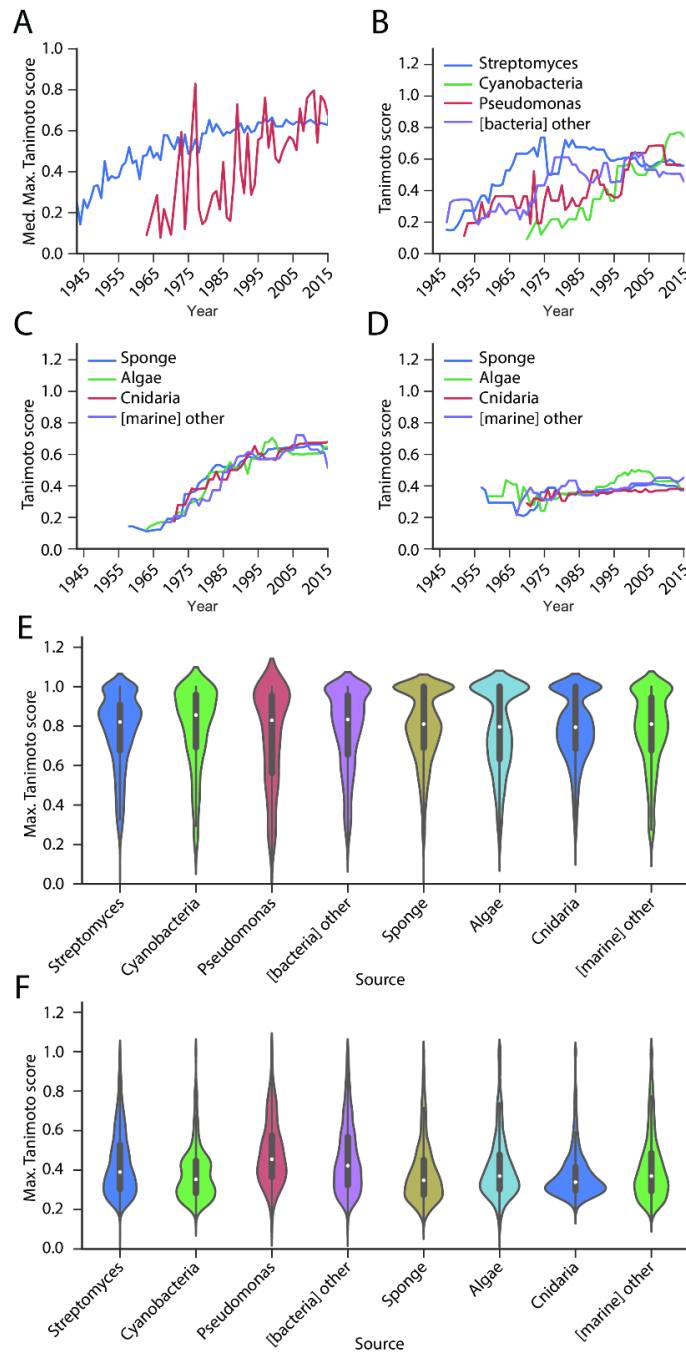 A
Med. Max. Tanimoto score
1.0
0.8
0.6
0.4
0.2
0.0
1945 1955 1965 1975 1985 1995 2005 2015
Year
B
Tanimoto score
1.2
1.0
0.8
0.6
0.4
0.2
0.0
Streptomyces
Cyanobacteria
Pseudomonas
[bacteria] other
1945 1955 1965 1975 1985 1995 2005 2015
Year
C
Tanimoto score
1.2
1.0
0.8
0.6
0.4
0.2
0.0
Sponge
Algae
Cnidaria
[marine] other
1945 1955 1965 1975 1985 1995 2005 2015
Year
D
Tanimoto score
1.2
1.0
0.8
0.6
0.4
0.2
0.0
Sponge
Algae
Cnidaria
[marine] other
1945 1955 1965 1975 1985 1995 2005 2015
Year
E
Max. Tanimoto score
1.2
1.0
0.8
0.6
0.4
0.2
0.0
Streptomyces Cyanobacteria Pseudomonas [bacteria] other Sponge Algae Cnidaria [marine] other
Source
F
Max. Tanimoto score
1.2
1.0
0.8
0.6
0.4
0.2
0.0
Streptomyces Cyanobacteria Pseudomonas [bacteria] other Sponge Algae Cnidaria [marine] other
Source